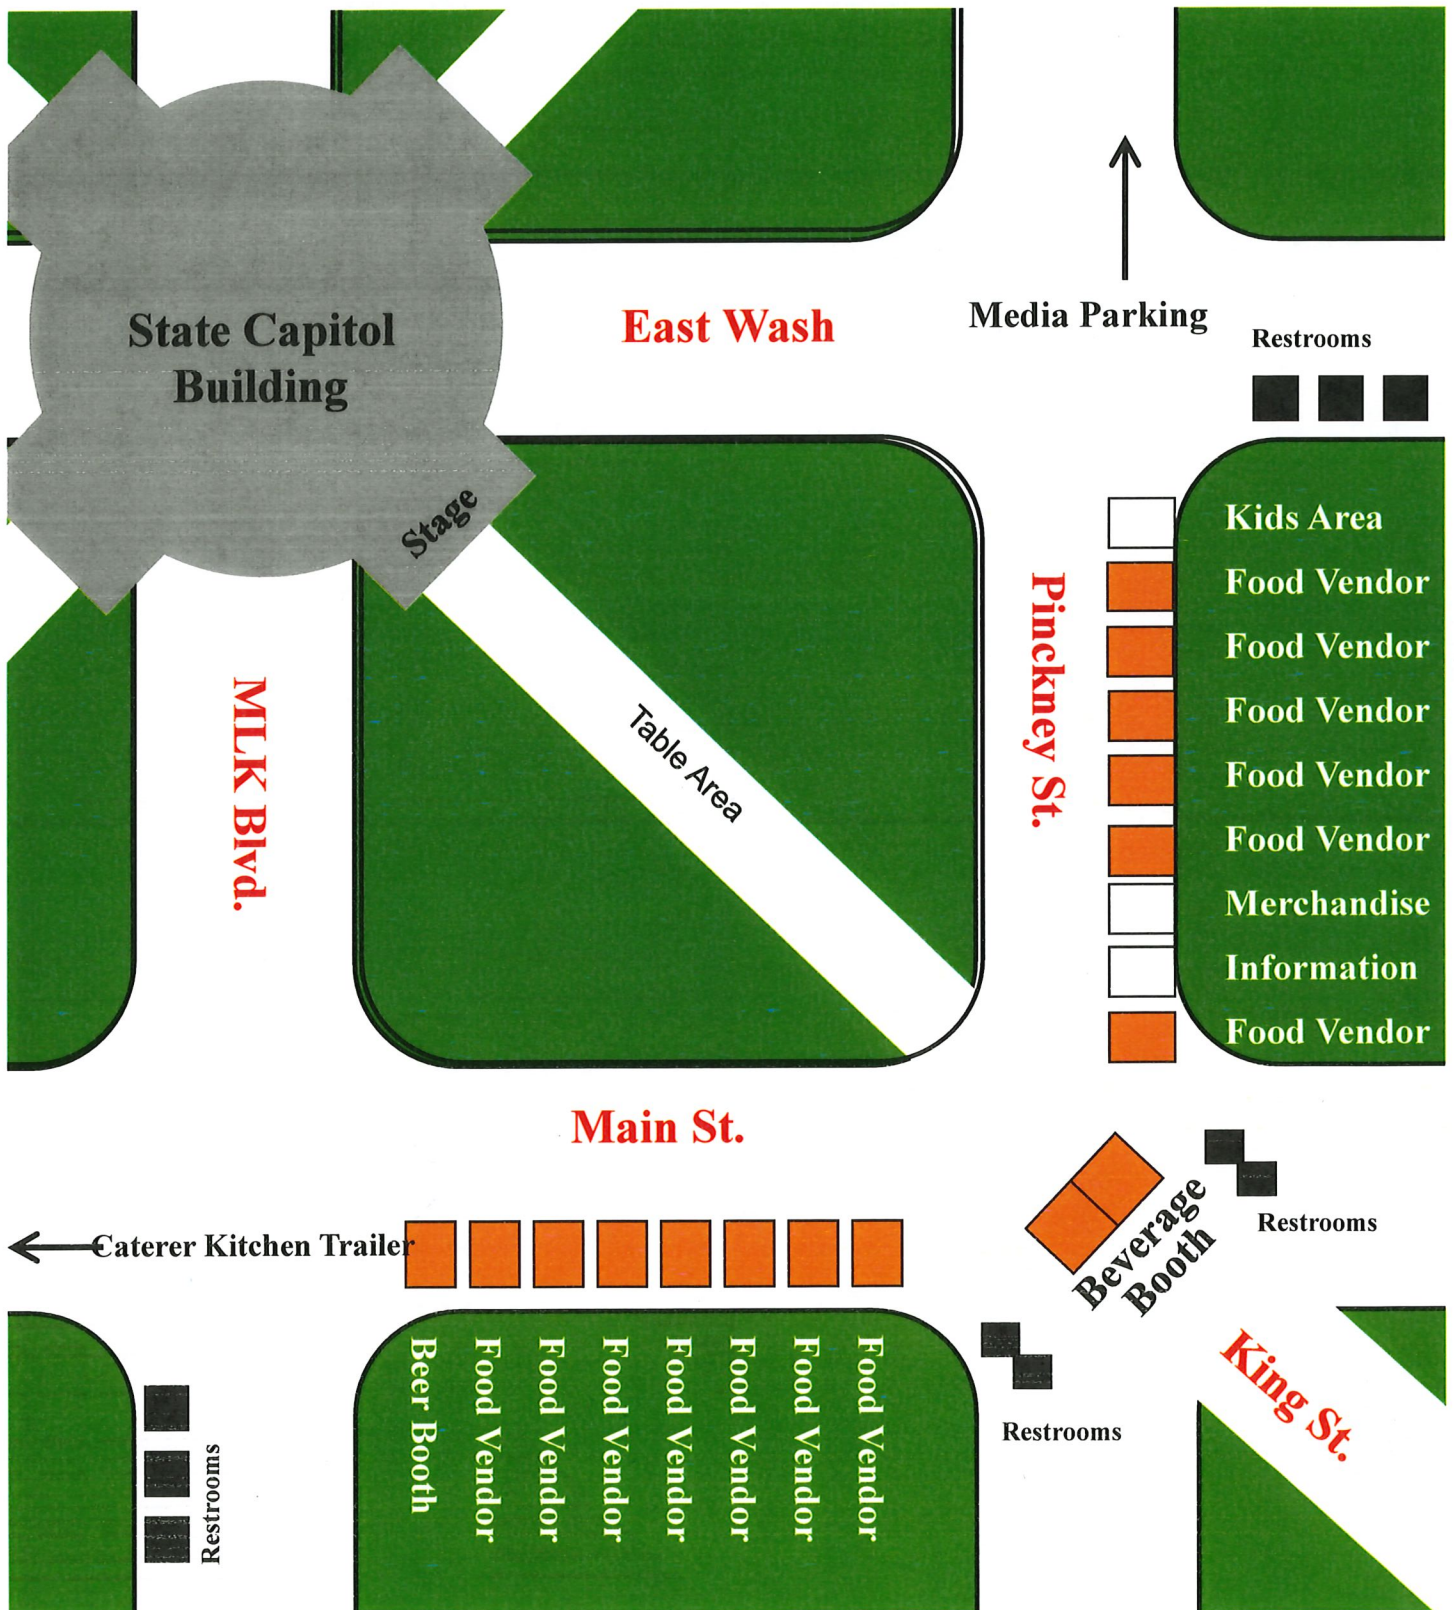 State Capitol
Building
East Wash
Media Parking
Restrooms
Stage
Kids Area
Food Vendor
Food Vendor
Food Vendor
Food Vendor
Food Vendor
Merchandise
Information
Food Vendor
Pinckney St.
MLK Blvd.
Table Area
Main St.
Caterer Kitchen Trailer
Beverage
Booth
Restrooms
King St.
Restrooms
Restrooms
Beer Booth
Food Vendor
Food Vendor
Food Vendor
Food Vendor
Food Vendor
Food Vendor
Food Vendor